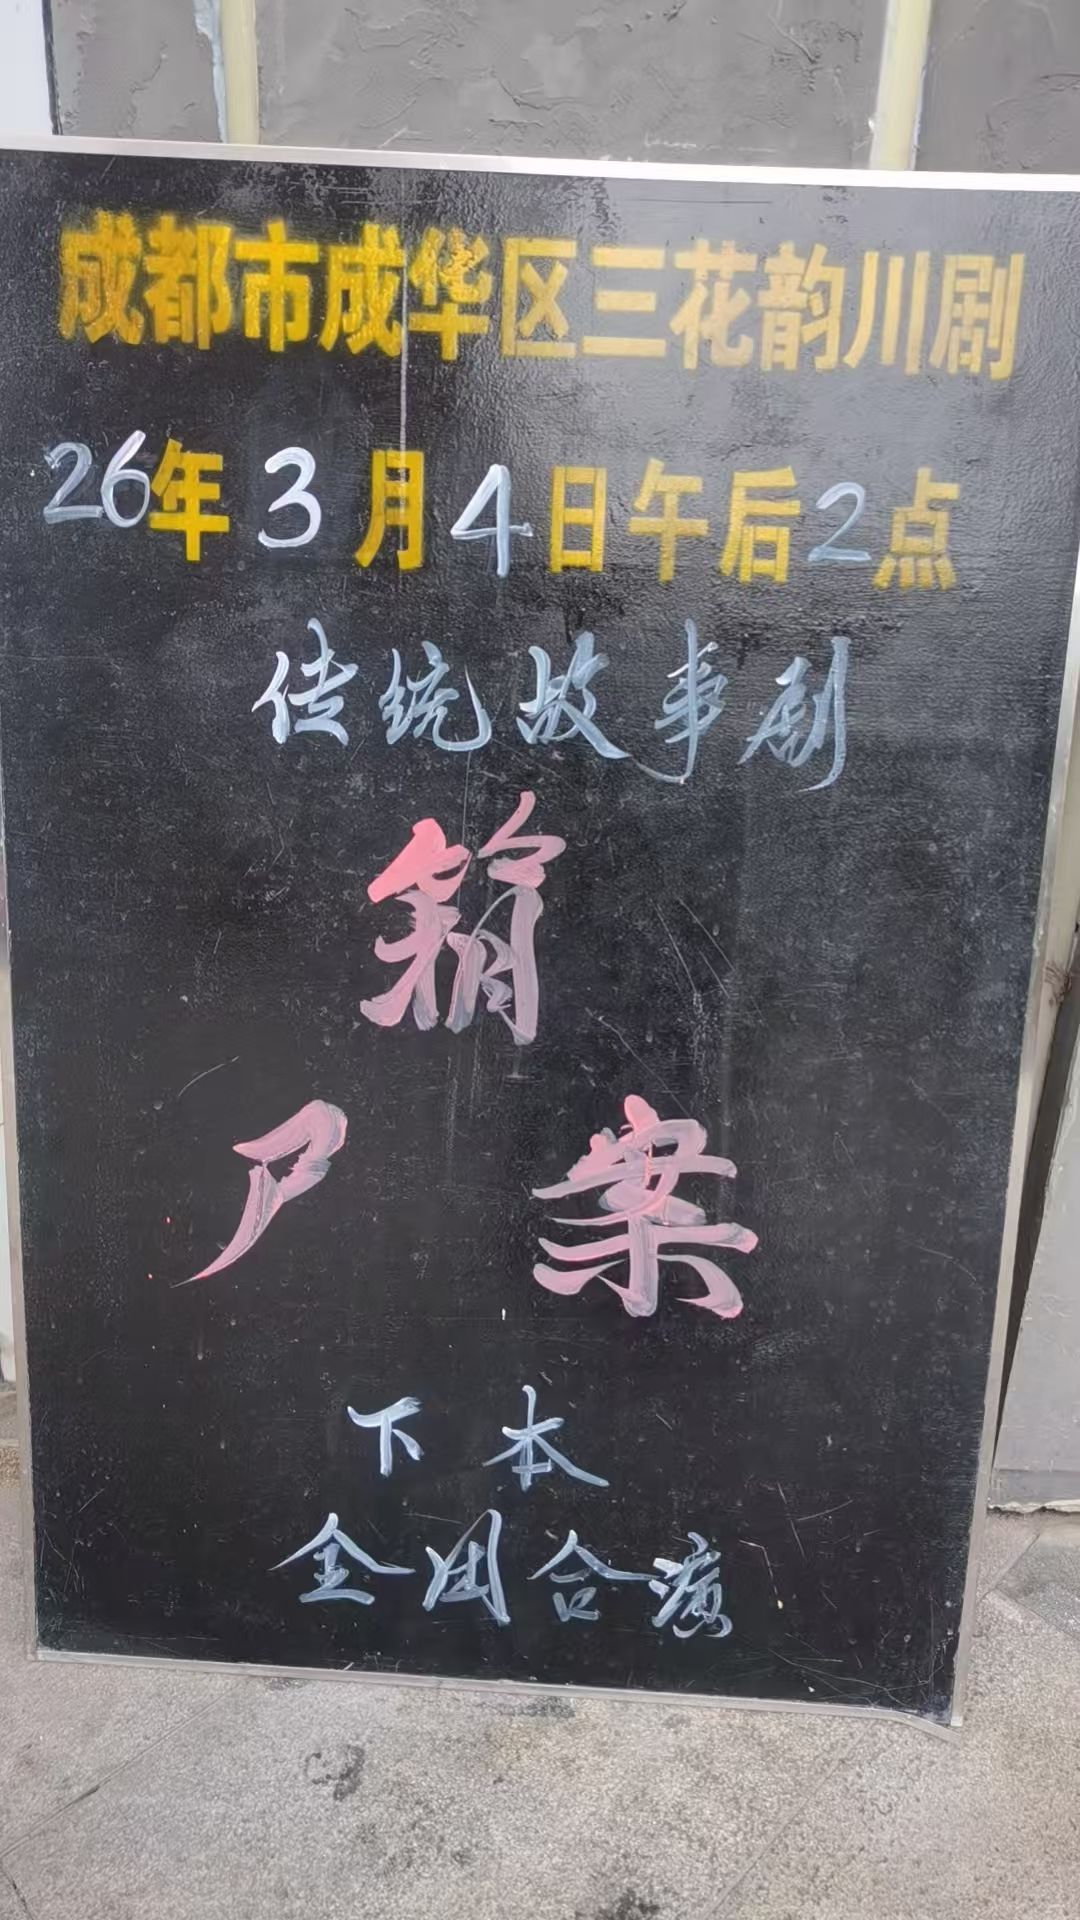 成都市成华区三花韵川剧
26年3月4日午后2点
传统故事剧
箱
尸案
下本
全团合演